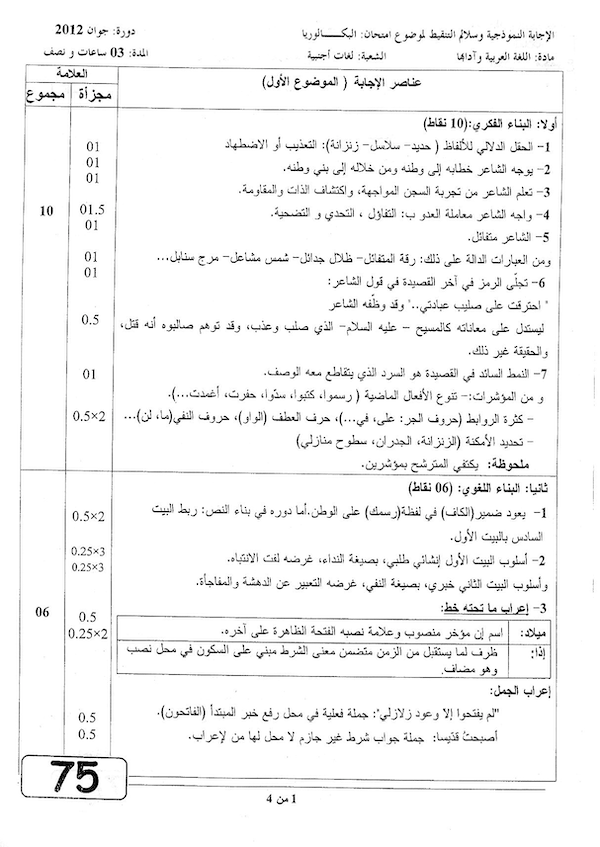 الإجابة النموذجية وسلالم التنقيط لموضوع امتحان: البكالوريا دورة: جوان 2012
مادة: اللغة العربية وآدابها الشعبة: لغات أجنبية المدة: 03 ساعات و نصف
عناصر الإجابة ( الموضوع الأول) العلامة
مجزأة مجموع
أولا: البناء الفكري:(10 نقاط)
1- الحقل الدلالي للألفاظ ( حديد- سلاسل- زنزانة): التعذيب أو الاضطهاد 01
2- يوجه الشاعر خطابه إلى وطنه ومن خلاله إلى بني وطنه. 01
3- تعلم الشاعر من تجربة السجن المواجهة، واكتشاف الذات والمقاومة. 01
4- واجه الشاعر معاملة العدو ب: التفاؤل ، التحدي و التضحية. 01.5 10
5- الشاعر متفائل. 01
ومن العبارات الدالة على ذلك: رقة المتفائل- ظلال جدائل- شمس مشاعل- مرج سنابل... 01
6- تجلّى الرمز في آخر القصيدة في قول الشاعر: 01
" احترقت على صليب عبادتي.." وقد وظّفه الشاعر
ليستدل على معاناته كالمسيح - عليه السلام- الذي صلب وعذب، وقد توهم صالبوه أنه قتل، 0.5
والحقيقة غير ذلك.
7- النمط السائد في القصيدة هو السرد الذي يتقاطع معه الوصف. 01
و من المؤشرات:- تنوع الأفعال الماضية ( رسموا، كتبوا، سدّوا، حفرت، أغمدت...).
- كثرة الروابط (حروف الجر: على، في...)، حرف العطف (الواو)، حروف النفي(ما، لن)... 0.5×2
- تحديد الأمكنة (الزنزانة، الجدران، سطوح منازلي)
ملحوظة: يكتفي المترشح بمؤشرين.
ثانيا: البناء اللغوي: (06 نقاط)
1- يعود ضمير(الكاف) في لفظة(رسمك) على الوطن.أما دوره في بناء النص: ربط البيت 0.5×2
السادس بالبيت الأول.
2- أسلوب البيت الأول إنشائي طلبي، بصيغة النداء، غرضه لفت الانتباه. 0.25×3
وأسلوب البيت الثاني خبري، بصيغة النفي، غرضه التعبير عن الدهشة والمفاجأة. 0.25×3
3- إعراب ما تحته خط: 06
ميلاد: اسم إن مؤخر منصوب وعلامة نصبه الفتحة الظاهرة على آخره. 0.5
إذا: ظرف لما يستقبل من الزمن متضمن معنى الشرط مبني على السكون في محل نصب 0.25×2
وهو مضاف.
إعراب الجمل:
"لم يفتحوا إلا وعود زلازلي": جملة فعلية في محل رفع خبر المبتدأ (الفاتحون). 0.5
أصبحتُ قدّيسا: جملة جواب شرط غير جازم لا محل لها من لإعراب. 0.5
75
1 من 4